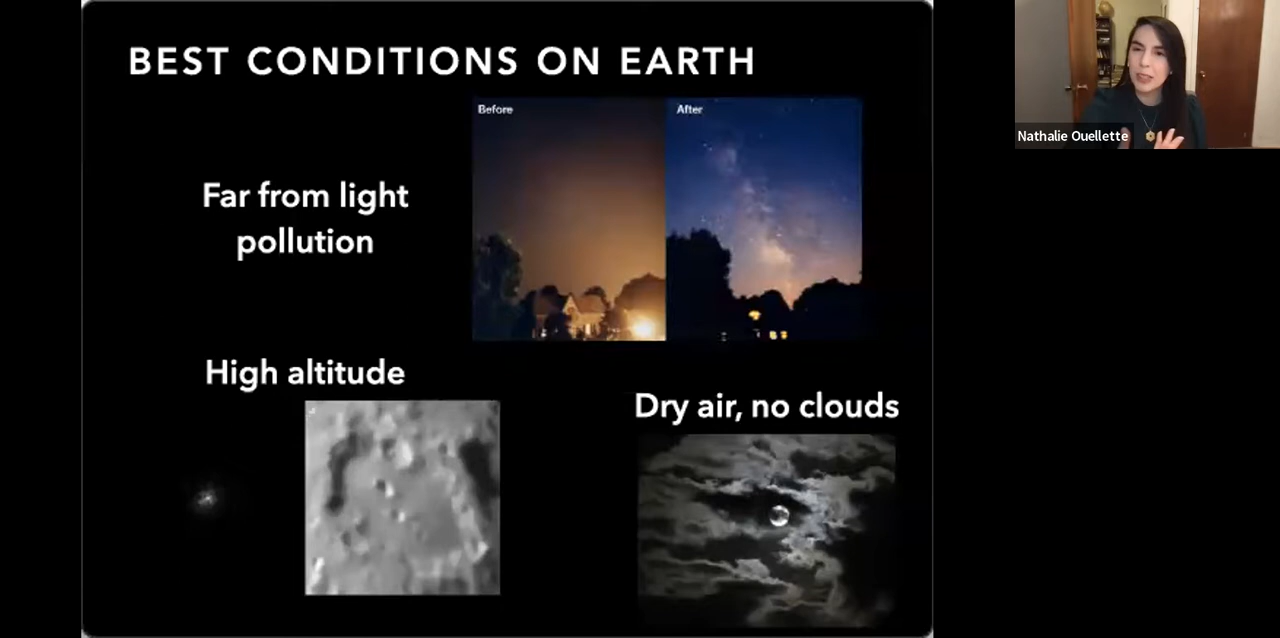 BEST CONDITIONS ON EARTH
Before
After
Far from light
pollution
High altitude
Dry air, no clouds
Nathalie Ouellette